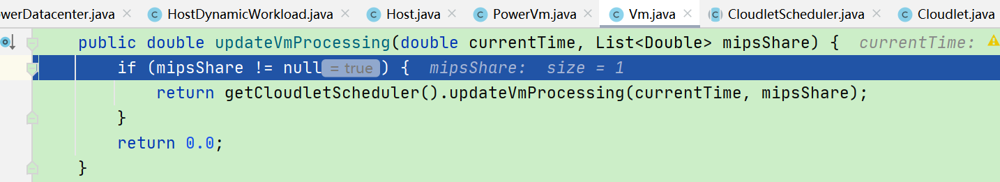 owerDatacenter.java HostDynamicWorkload.java Host.java PowerVm.java Vm.java CloudletScheduler.java Cloudlet.java
public double updateVmProcessing(double currentTime, List<Double> mipsShare) { currentTime:
if (mipsShare != null = true ) { mipsShare: size = 1
return getCloudletScheduler().updateVmProcessing(currentTime, mipsShare);
}
return 0.0;
}